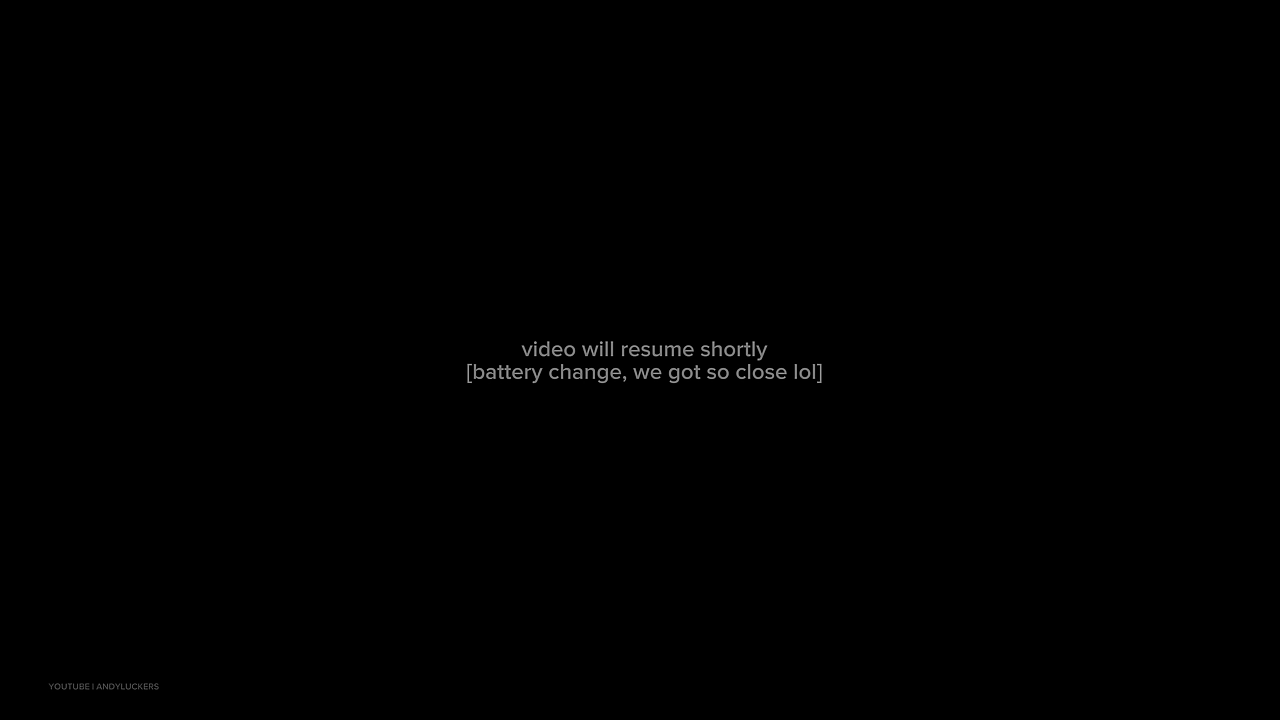 video will resume shortly
[battery change, we got so close lol]
YOUTUBE | ANDYLUCKERS